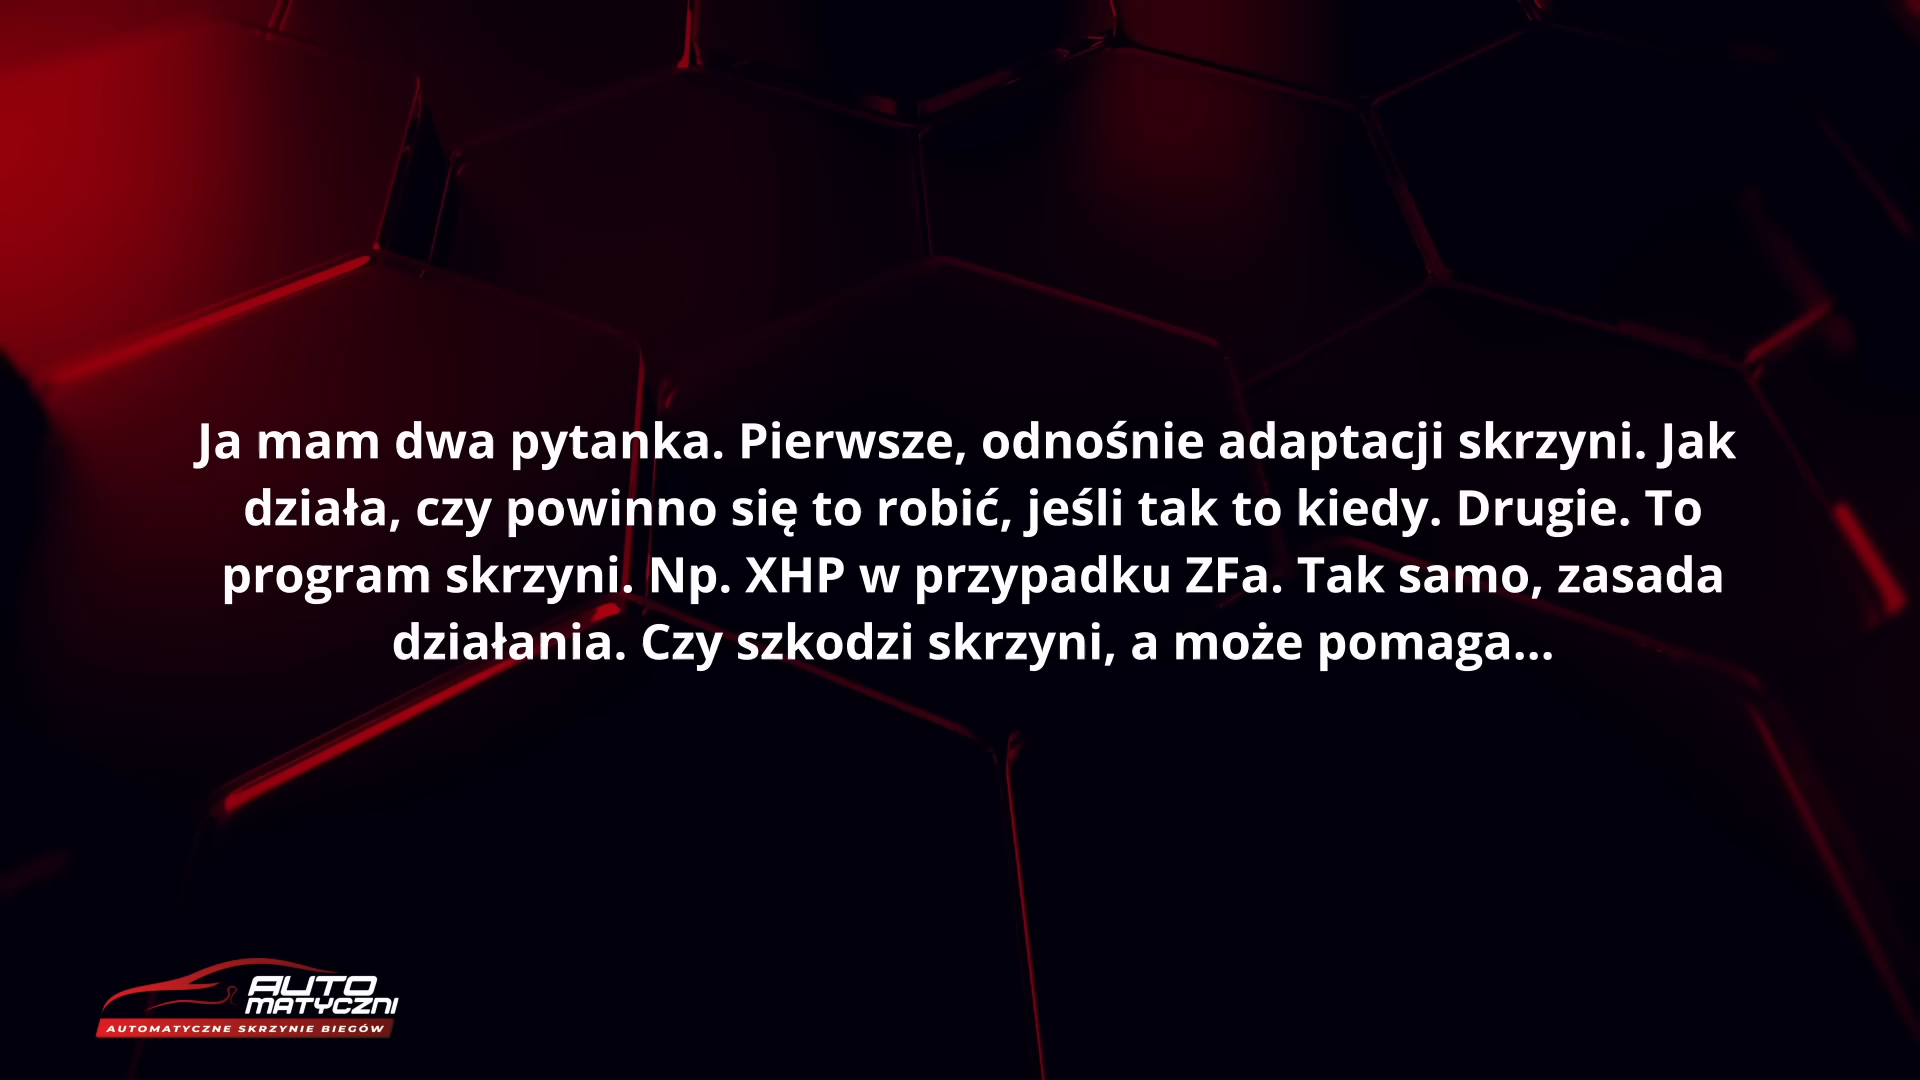 Ja mam dwa pytanka. Pierwsze, odnośnie adaptacji skrzyni. Jak
działa, czy powinno się to robić, jeśli tak to kiedy. Drugie. To
program skrzyni. Np. XHP w przypadku ZFa. Tak samo, zasada
działania. Czy szkodzi skrzyni, a może pomaga...
AUTO
MATYCZNI
AUTOMATYCZNE SKRZYNIE BIEGÓW